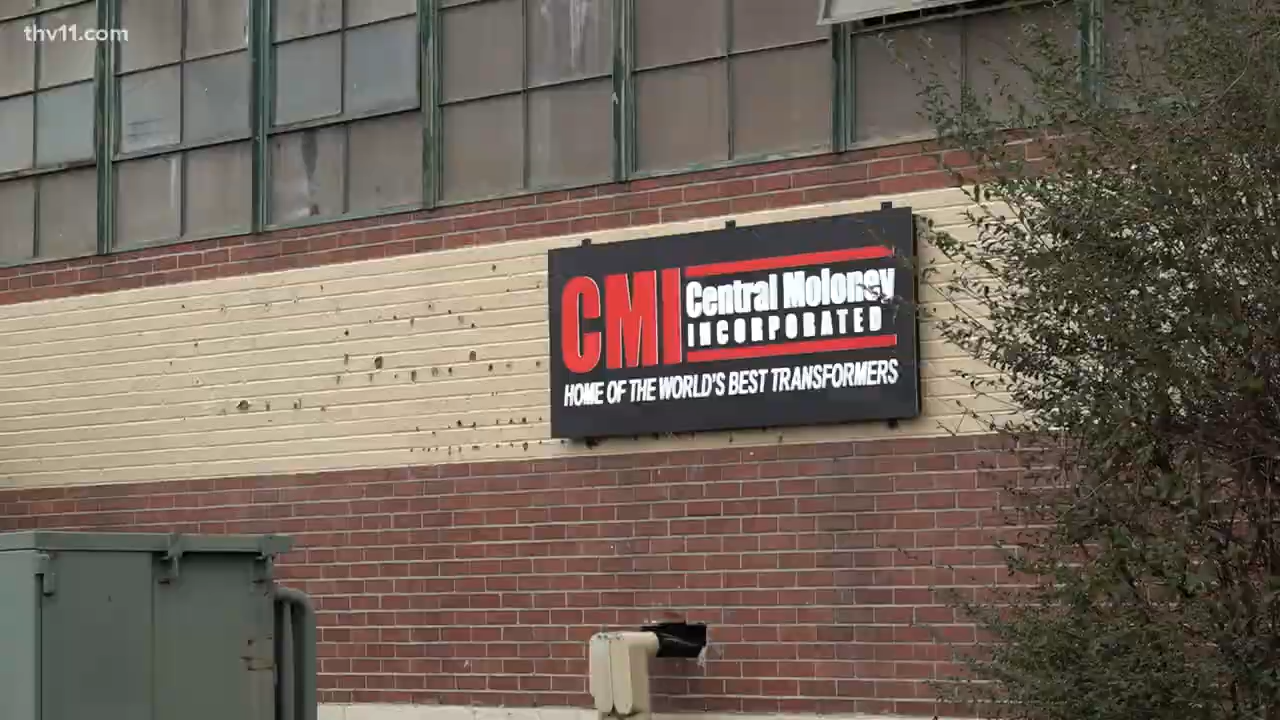 thv11.com
CMI
Central Moloney
INCORPORATED
HOME OF THE WORLD'S BEST TRANSFORMERS